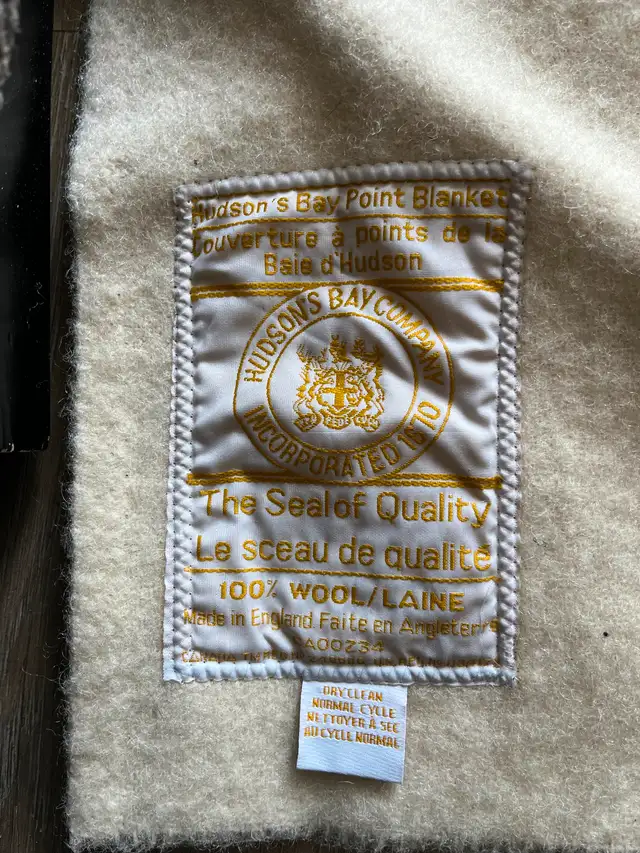 Hudson's Bay Point Blanket
Couverture à points de la
Baie d'Hudson
HUDSON'S BAY COMPANY
INCORPORATED 1670
The Seal of Quality
Le sceau de qualité
100% WOOL/LAINE
Made in England Faite en Angleterre
CANADA
DRYCLEAN
NORMAL CYCLE
NETTOYER À SEC
AU CYCLE NORMAL